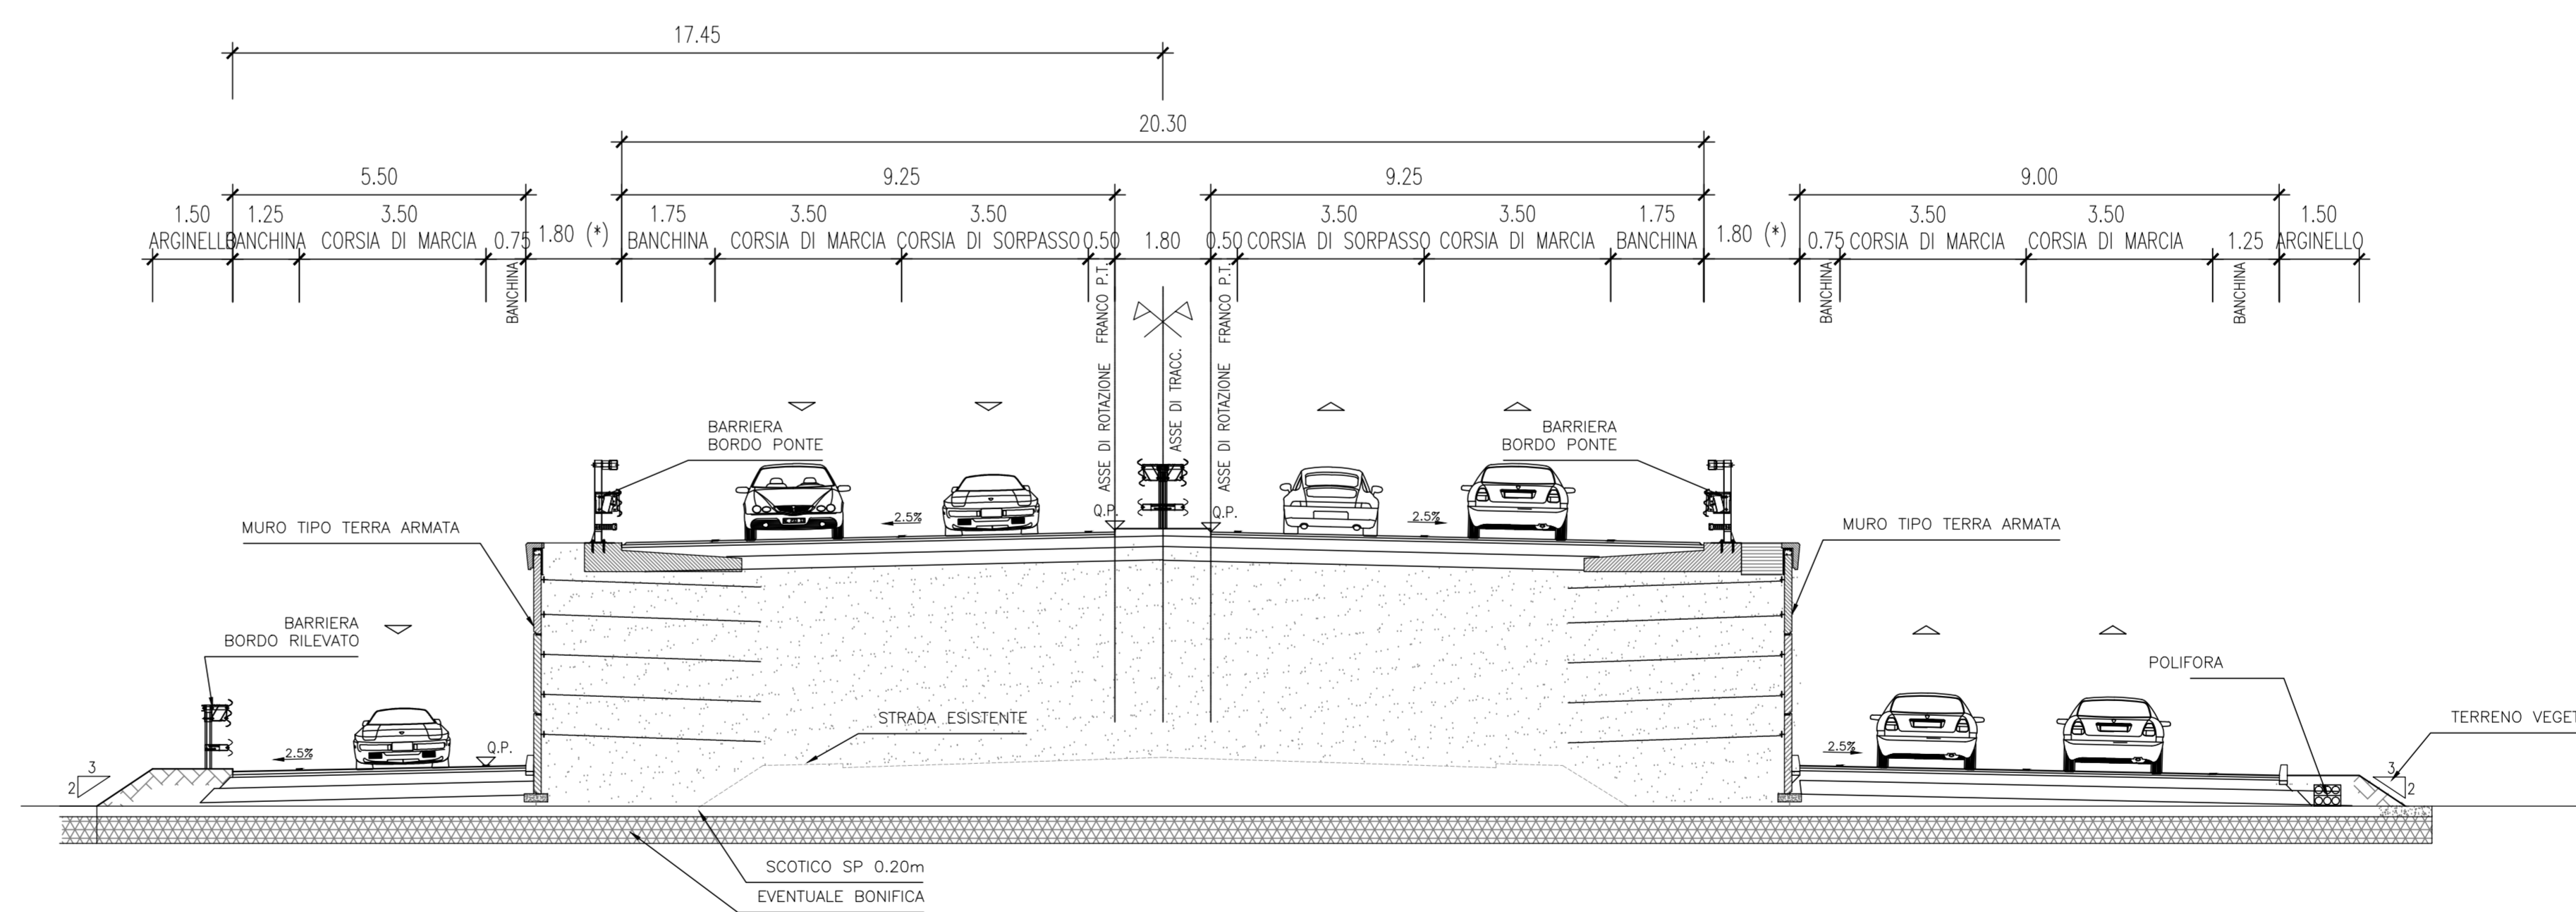 17.45
20.30
5.50
9.25
9.25
9.00
1.50
1.25
3.50
1.80 (*)
1.75
3.50
3.50
3.50
3.50
1.75
1.80 (*)
3.50
3.50
1.50
ARGINELLO
BANCHINA
CORSIA DI MARCIA
0.75
BANCHINA
CORSIA DI MARCIA
CORSIA DI SORPASSO
0.50
1.80
0.50
CORSIA DI SORPASSO
CORSIA DI MARCIA
BANCHINA
0.75
CORSIA DI MARCIA
CORSIA DI MARCIA
1.25
ARGINELLO
BANCHINA
ASSE DI ROTAZIONE
FRANCO P.T.
ASSE DI TRACC.
ASSE DI ROTAZIONE
FRANCO P.T.
BANCHINA
BANCHINA
BARRIERA
BORDO PONTE
BARRIERA
BORDO PONTE
MURO TIPO TERRA ARMATA
2.5%
Q.P.
Q.P.
2.5%
MURO TIPO TERRA ARMATA
BARRIERA
BORDO RILEVATO
POLIFORA
STRADA ESISTENTE
TERRENO VEGET
2.5%
Q.P.
2.5%
3
2
3
2
SCOTICO SP 0.20m
EVENTUALE BONIFICA